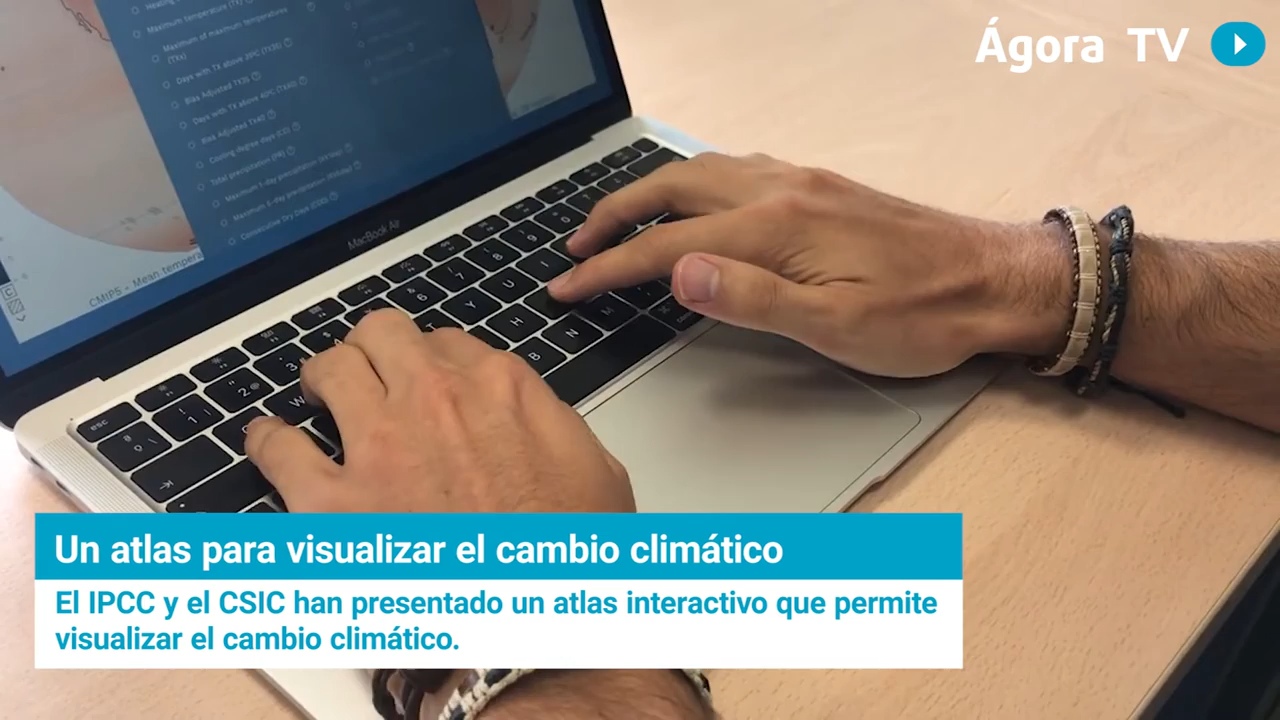 Ágora TV
Maximum temperature (TX)
Maximum of maximum temperatures
(TXx)
Days with TX above 35ºC (TX35)
Bias Adjusted TX35
Days with TX above 40ºC (TX40)
Bias Adjusted TX40
Cooling degree days (CD)
Total precipitation (PR)
Maximum 1-day precipitation
Maximum 5-day precipitation
Consecutive Dry Days (CDD)
CMIP5 - Mean tempera
MacBook Air
esc
Un atlas para visualizar el cambio climático
El IPCC y el CSIC han presentado un atlas interactivo que permite
visualizar el cambio climático.